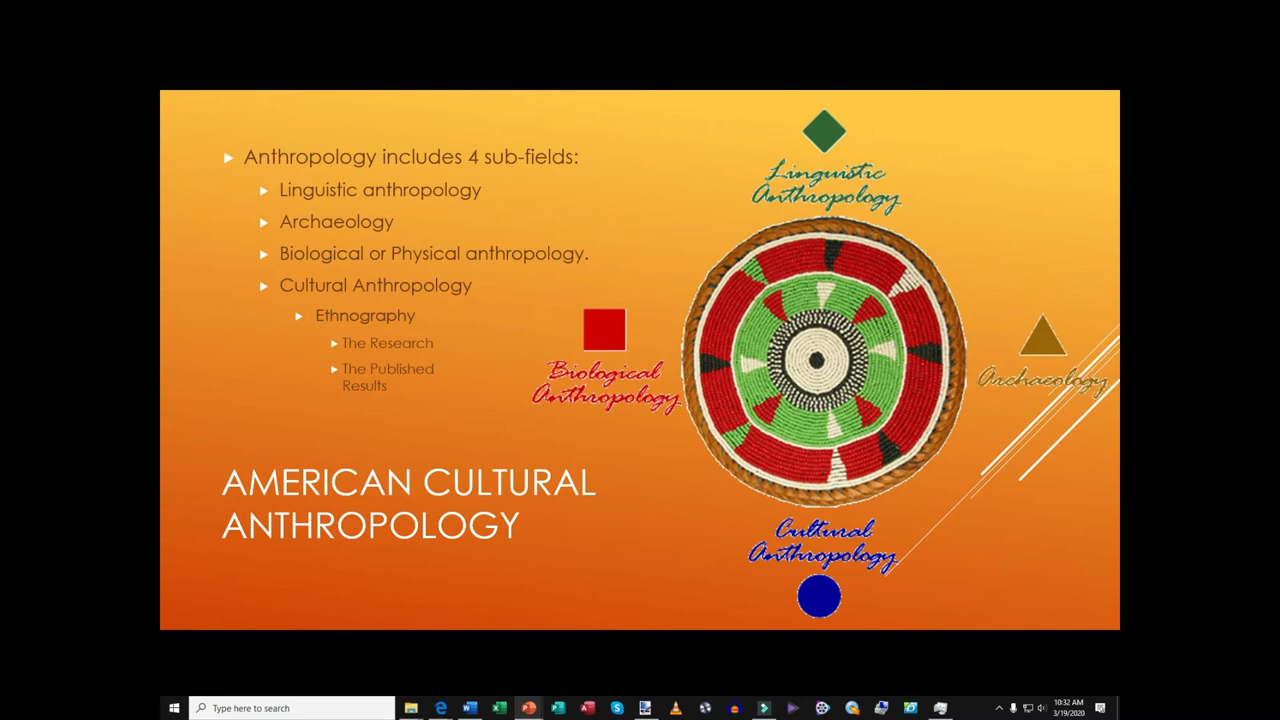 Anthropology includes 4 sub-fields:
Linguistic anthropology
Archaeology
Biological or Physical anthropology.
Cultural Anthropology
Ethnography
The Research
The Published
Results
AMERICAN CULTURAL
ANTHROPOLOGY
Linguistic
Anthropology
Biological
Anthropology
Archaeology
Cultural
Anthropology
Type here to search
10:32 AM
3/19/2020